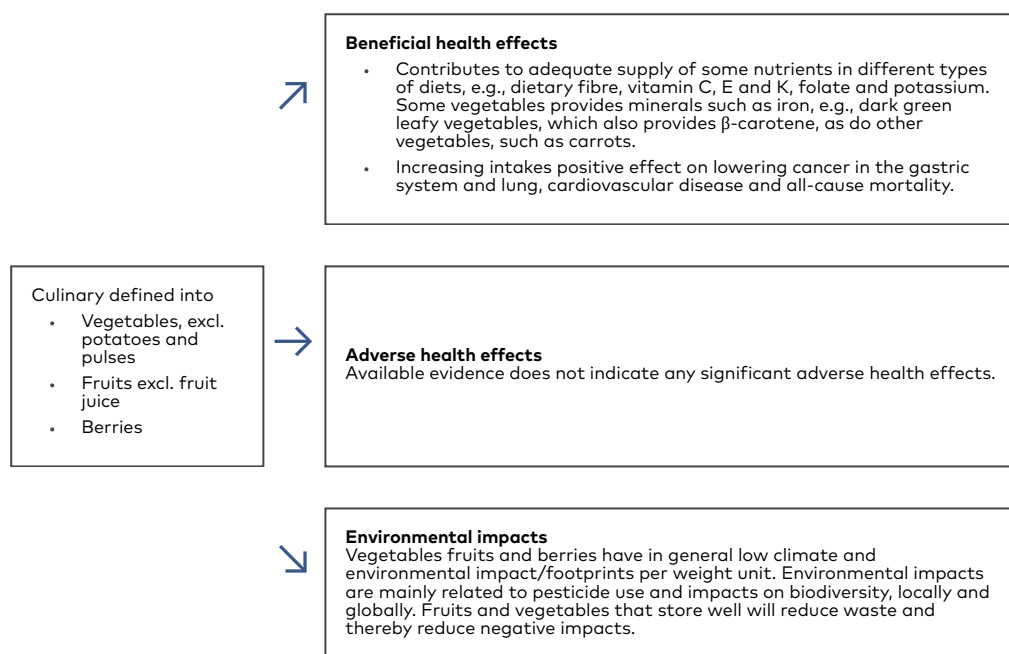 Beneficial health effects
• Contributes to adequate supply of some nutrients in different types
of diets, e.g., dietary fibre, vitamin C, E and K, folate and potassium.
Some vegetables provides minerals such as iron, e.g., dark green
leafy vegetables, which also provides β-carotene, as do other
vegetables, such as carrots.
• Increasing intakes positive effect on lowering cancer in the gastric
system and lung, cardiovascular disease and all-cause mortality.
Culinary defined into
• Vegetables, excl.
potatoes and
pulses
• Fruits excl. fruit
juice
• Berries
Adverse health effects
Available evidence does not indicate any significant adverse health effects.
Environmental impacts
Vegetables fruits and berries have in general low climate and
environmental impact/footprints per weight unit. Environmental impacts
are mainly related to pesticide use and impacts on biodiversity, locally and
globally. Fruits and vegetables that store well will reduce waste and
thereby reduce negative impacts.